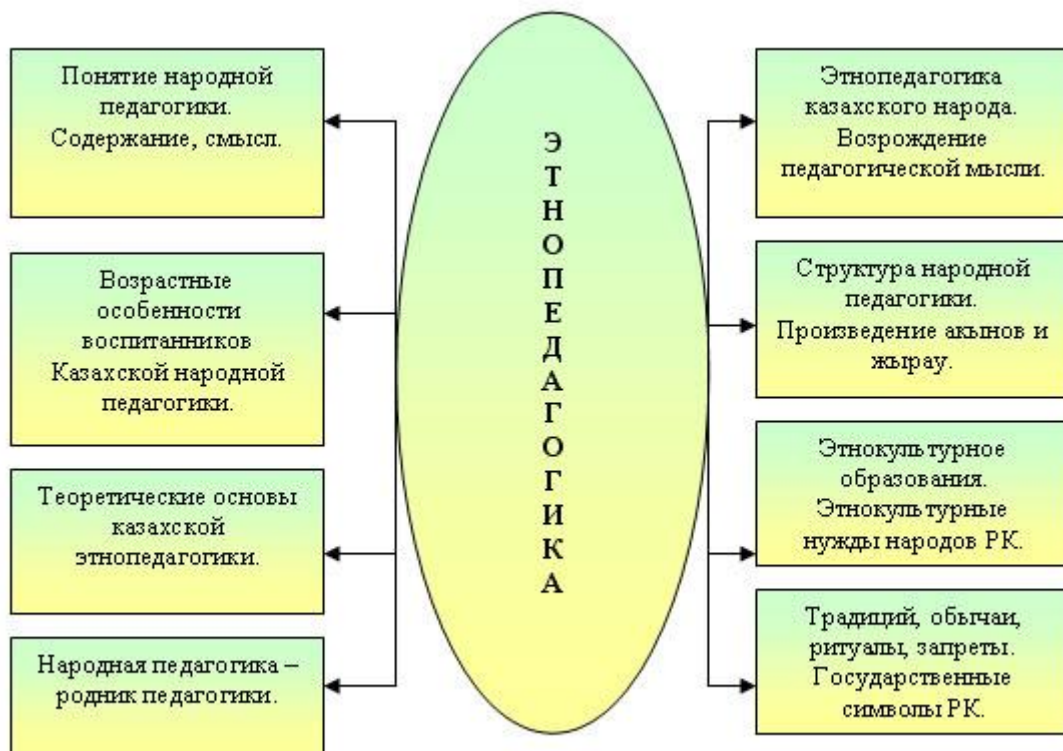 Понятие народной
педагогики.
Содержание, смысл.
Возрастные
особенности
воспитанников
Казахской народной
педагогики.
Теоретические основы
казахской
этнопедагогики.
Народная педагогика –
родник педагогики.
ЭТНОПЕДАГОГИКА
Этнопедагогика
казахского народа.
Возрождение
педагогической мысли.
Структура народной
педагогики.
Произведение акынов и
жырау.
Этнокультурное
образования.
Этнокультурные
нужды народов РК.
Традиций, обычаи,
ритуалы, запреты.
Государственные
символы РК.